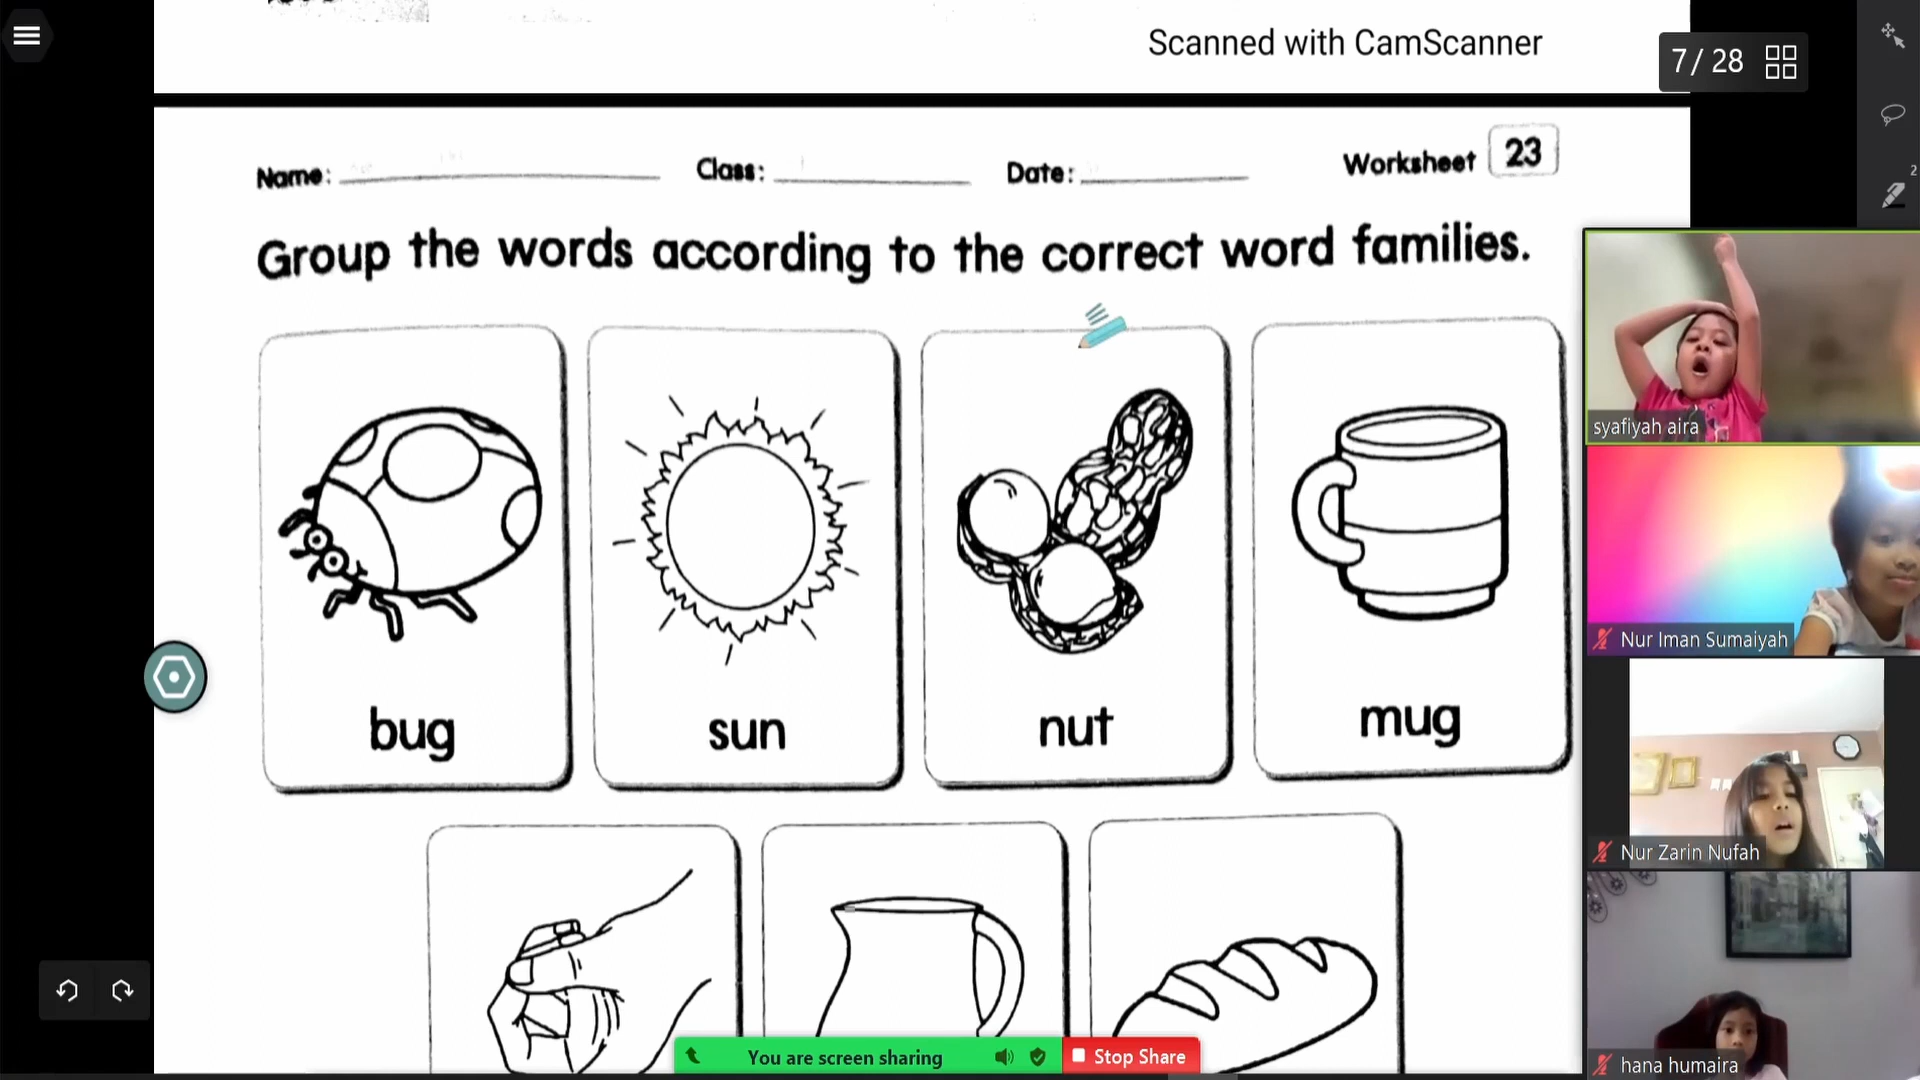 Scanned with CamScanner
7 / 28
Name:
Class:
Date:
Worksheet 23
2
Group the words according to the correct word families.
bug
sun
nut
mug
syafiyah aira
Nur Iman Sumaiyah
Nur Zarin Nufah
hana humaira
You are screen sharing
Stop Share